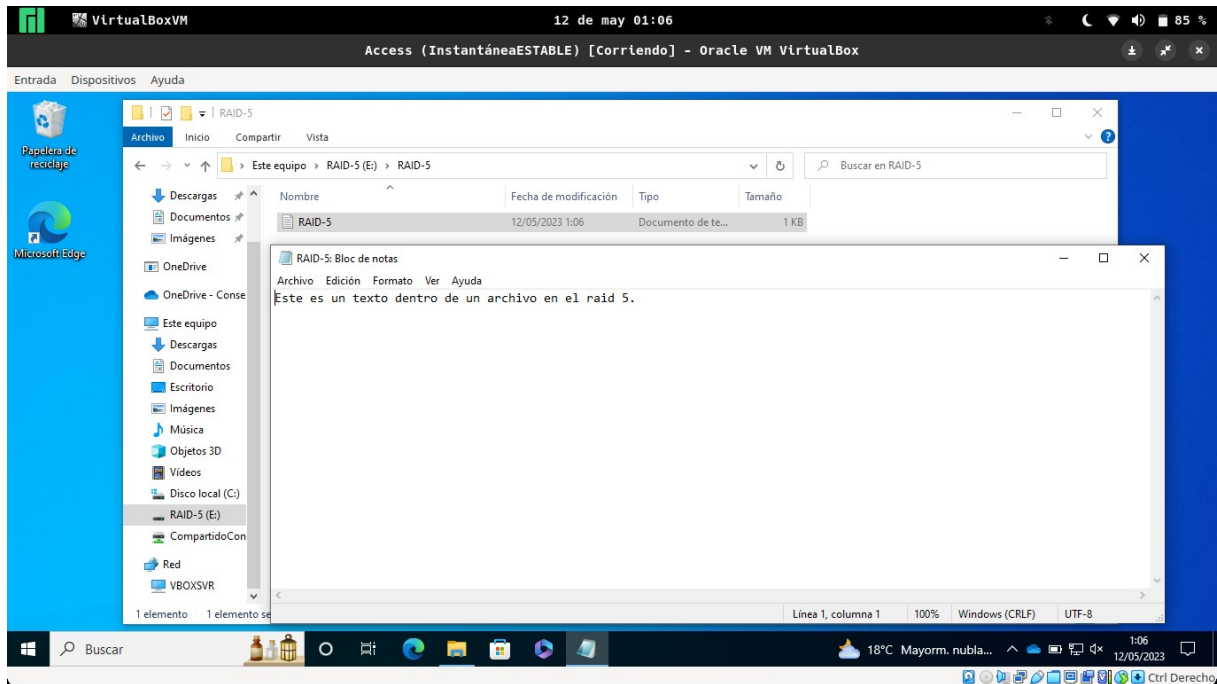 VirtualBoxVM 12 de may 01:06 85 %
Access (InstantáneaESTABLE) [Corriendo] - Oracle VM VirtualBox
Entrada Dispositivos Ayuda
Papelera de
reciclaje
Microsoft Edge
RAID-5
Archivo Inicio Compartir Vista
Este equipo > RAID-5 (E:) > RAID-5
Buscar en RAID-5
Descargas
Documentos
Imágenes
OneDrive
OneDrive - Conse
Este equipo
Descargas
Documentos
Escritorio
Imágenes
Música
Objetos 3D
Vídeos
Disco local (C:)
RAID-5 (E:)
CompartidoCon
Red
VBOXSVR
Nombre Fecha de modificación Tipo Tamaño
RAID-5 12/05/2023 1:06 Documento de te... 1 KB
1 elemento 1 elemento se
RAID-5: Bloc de notas
Archivo Edición Formato Ver Ayuda
Este es un texto dentro de un archivo en el raid 5.
Línea 1, columna 1 100% Windows (CRLF) UTF-8
Buscar
18°C Mayorm. nubla...
1:06
12/05/2023
Ctrl Derecho